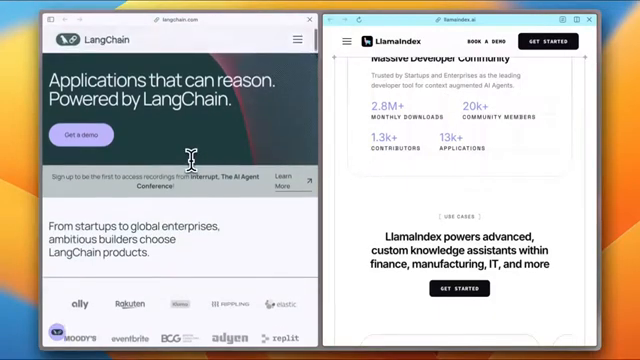 langchain.com
LangChain
Applications that can reason.
Powered by LangChain.
Get a demo
Sign up to be the first to access recordings from Interrupt, The AI Agent
Conference!
Learn
More
From startups to global enterprises,
ambitious builders choose
LangChain products.
ally
Rakuten
Klarna
RIPPLING
elastic
MOODY'S
eventbrite
BCG
adyen
replit
llamaindex.ai
LlamaIndex
BOOK A DEMO
GET STARTED
Massive Developer Community
Trusted by Startups and Enterprises as the leading
developer tool for context augmented AI Agents.
2.8M+
20k+
MONTHLY DOWNLOADS
COMMUNITY MEMBERS
1.3k+
13k+
CONTRIBUTORS
APPLICATIONS
[ USE CASES ]
LlamaIndex powers advanced,
custom knowledge assistants within
finance, manufacturing, IT, and more
GET STARTED